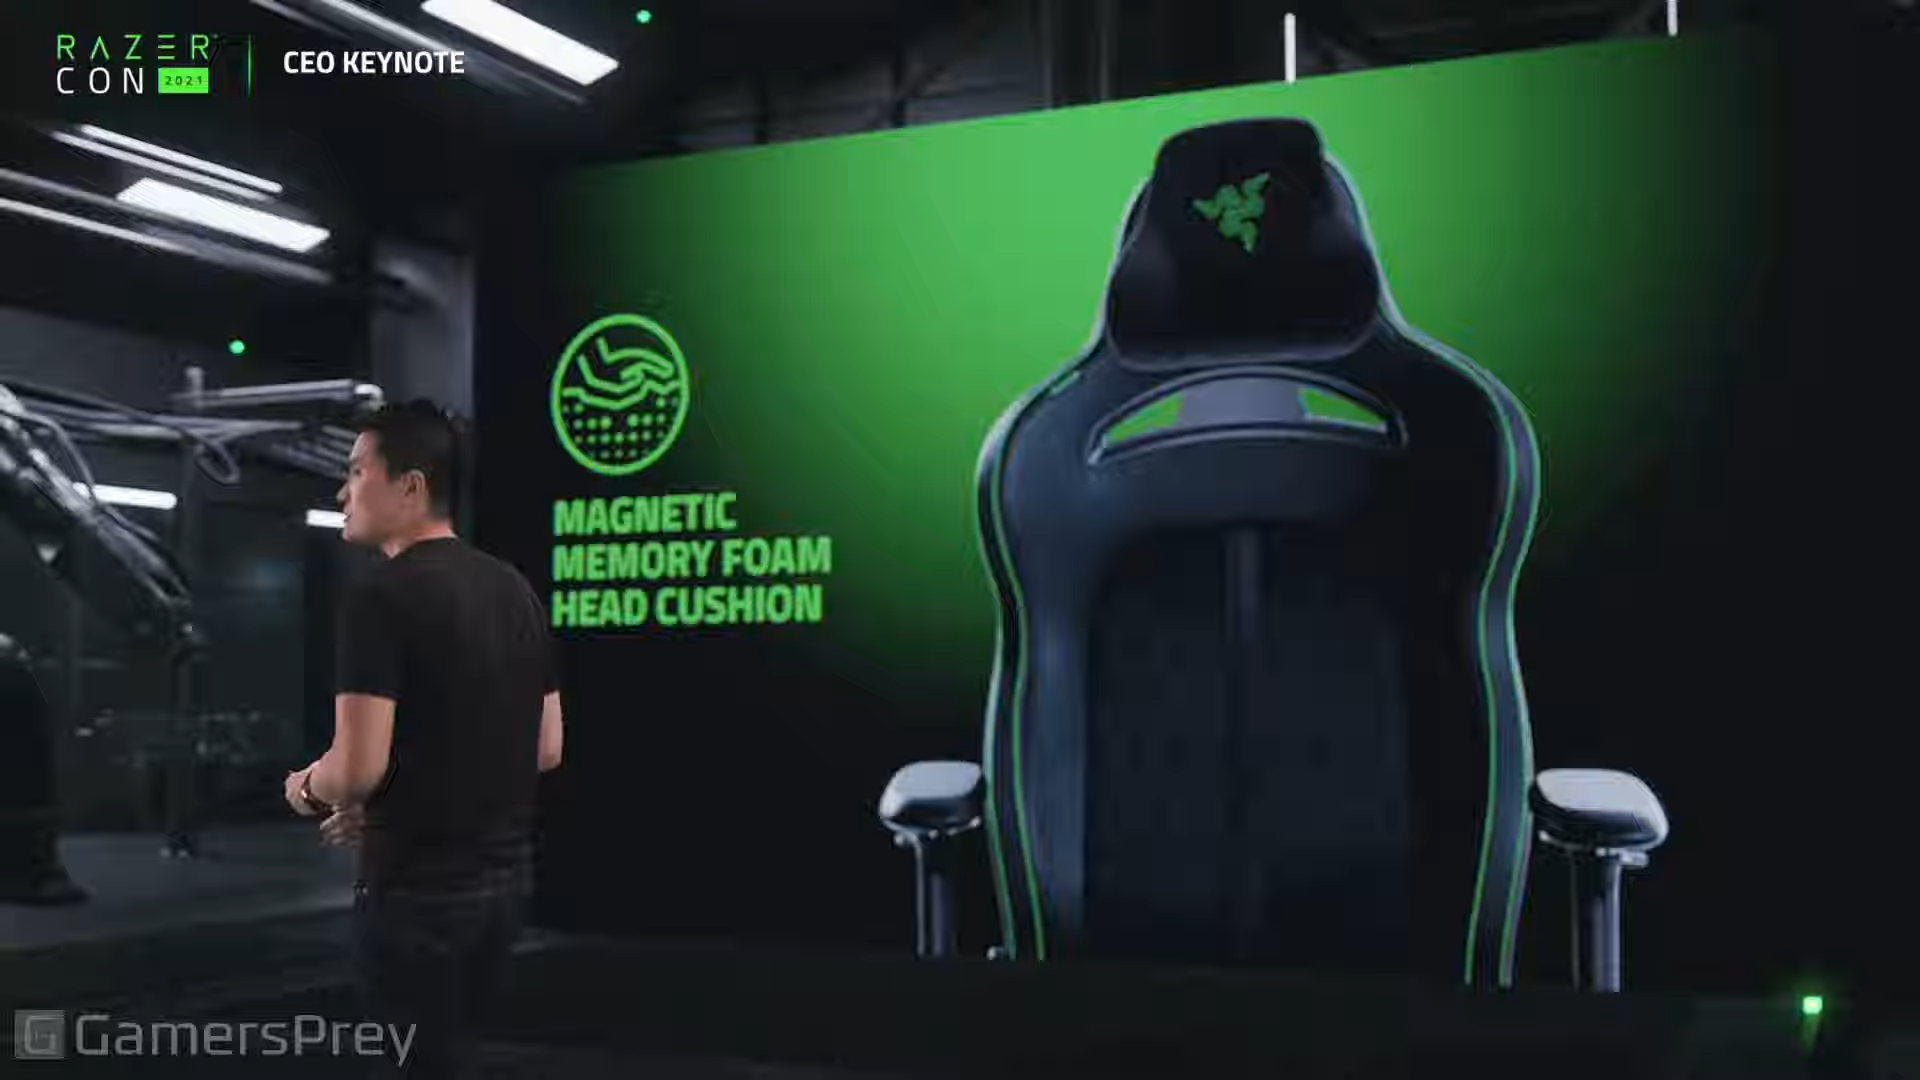 RAZER
CON 2021
CEO KEYNOTE
MAGNETIC
MEMORY FOAM
HEAD CUSHION
G GamersPrey